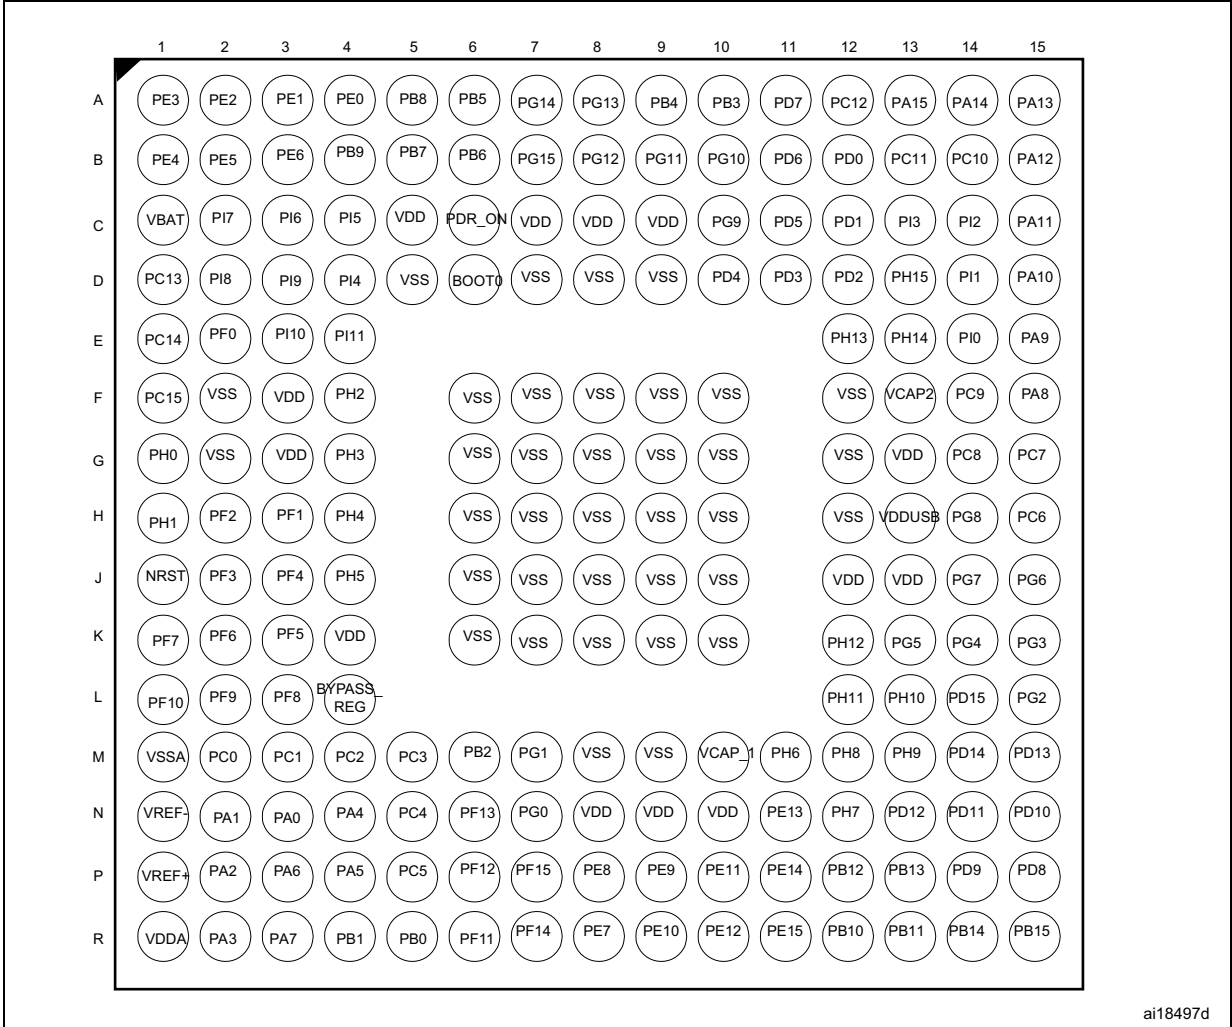 1 2 3 4 5 6 7 8 9 10 11 12 13 14 15
A PE3 PE2 PE1 PE0 PB8 PB5 PG14 PG13 PB4 PB3 PD7 PC12 PA15 PA14 PA13
B PE4 PE5 PE6 PB9 PB7 PB6 PG15 PG12 PG11 PG10 PD6 PD0 PC11 PC10 PA12
C VBAT PI7 PI6 PI5 VDD PDR_ON VDD VDD VDD PG9 PD5 PD1 PI3 PI2 PA11
D PC13 PI8 PI9 PI4 VSS BOOT0 VSS VSS VSS PD4 PD3 PD2 PH15 PI1 PA10
E PC14 PF0 PI10 PI11 PH13 PH14 PI0 PA9
F PC15 VSS VDD PH2 VSS VSS VSS VSS VSS VSS VCAP2 PC9 PA8
G PH0 VSS VDD PH3 VSS VSS VSS VSS VSS VSS VDD PC8 PC7
H PH1 PF2 PF1 PH4 VSS VSS VSS VSS VSS VSS VDDUSB PG8 PC6
J NRST PF3 PF4 PH5 VSS VSS VSS VSS VSS VDD VDD PG7 PG6
K PF7 PF6 PF5 VDD VSS VSS VSS VSS VSS PH12 PG5 PG4 PG3
L PF10 PF9 PF8 BYPASS_ REG PH11 PH10 PD15 PG2
M VSSA PC0 PC1 PC2 PC3 PB2 PG1 VSS VSS VCAP_1 PH6 PH8 PH9 PD14 PD13
N VREF- PA1 PA0 PA4 PC4 PF13 PG0 VDD VDD VDD PE13 PH7 PD12 PD11 PD10
P VREF+ PA2 PA6 PA5 PC5 PF12 PF15 PE8 PE9 PE11 PE14 PB12 PB13 PD9 PD8
R VDDA PA3 PA7 PB1 PB0 PF11 PF14 PE7 PE10 PE12 PE15 PB10 PB11 PB14 PB15
ai18497d